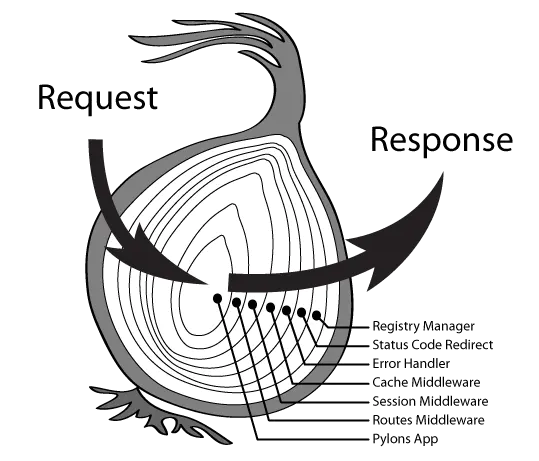 Request
Response
Registry Manager
Status Code Redirect
Error Handler
Cache Middleware
Session Middleware
Routes Middleware
Pylons App